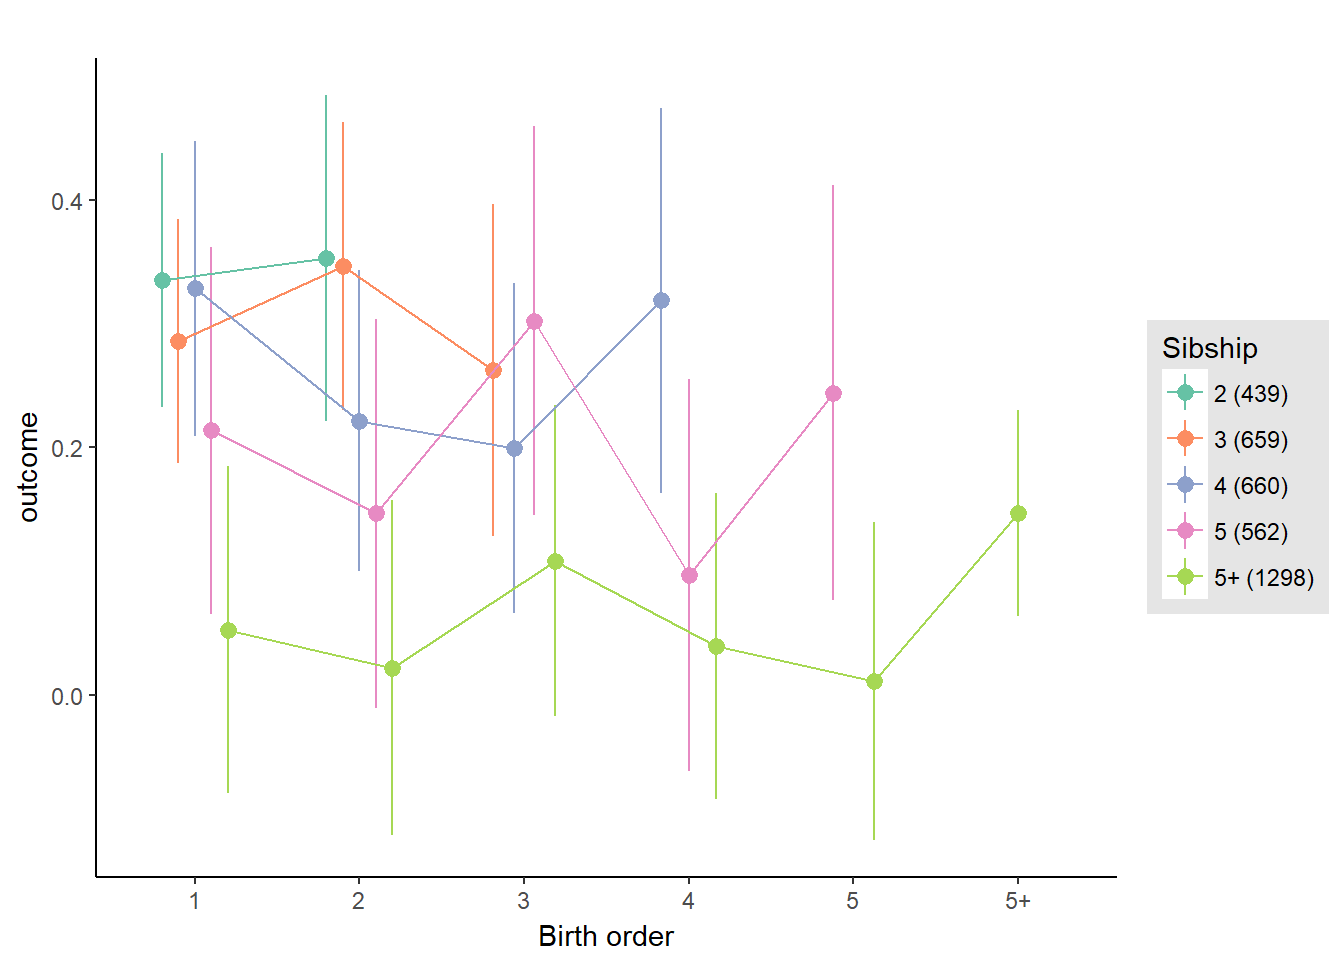 0.4
0.2
0.0
outcome
1 2 3 4 5 5+
Birth order
Sibship
2 (439)
3 (659)
4 (660)
5 (562)
5+ (1298)